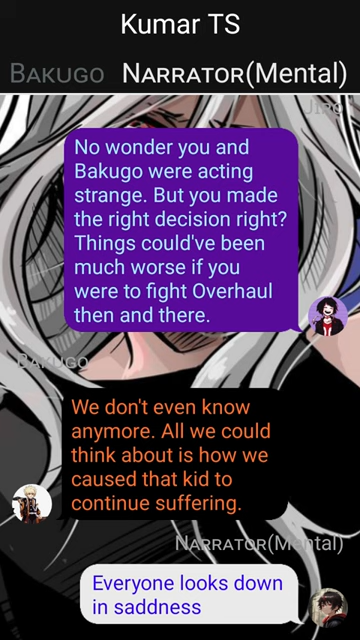 Kumar TS
BAKUGO NARRATOR(Mental)
Jiro
No wonder you and
Bakugo were acting
strange. But you made
the right decision right?
Things could've been
much worse if you
were to fight Overhaul
then and there.
BAKUGO
We don't even know
anymore. All we could
think about is how we
caused that kid to
continue suffering.
NARRATOR(Mental)
Everyone looks down
in saddness